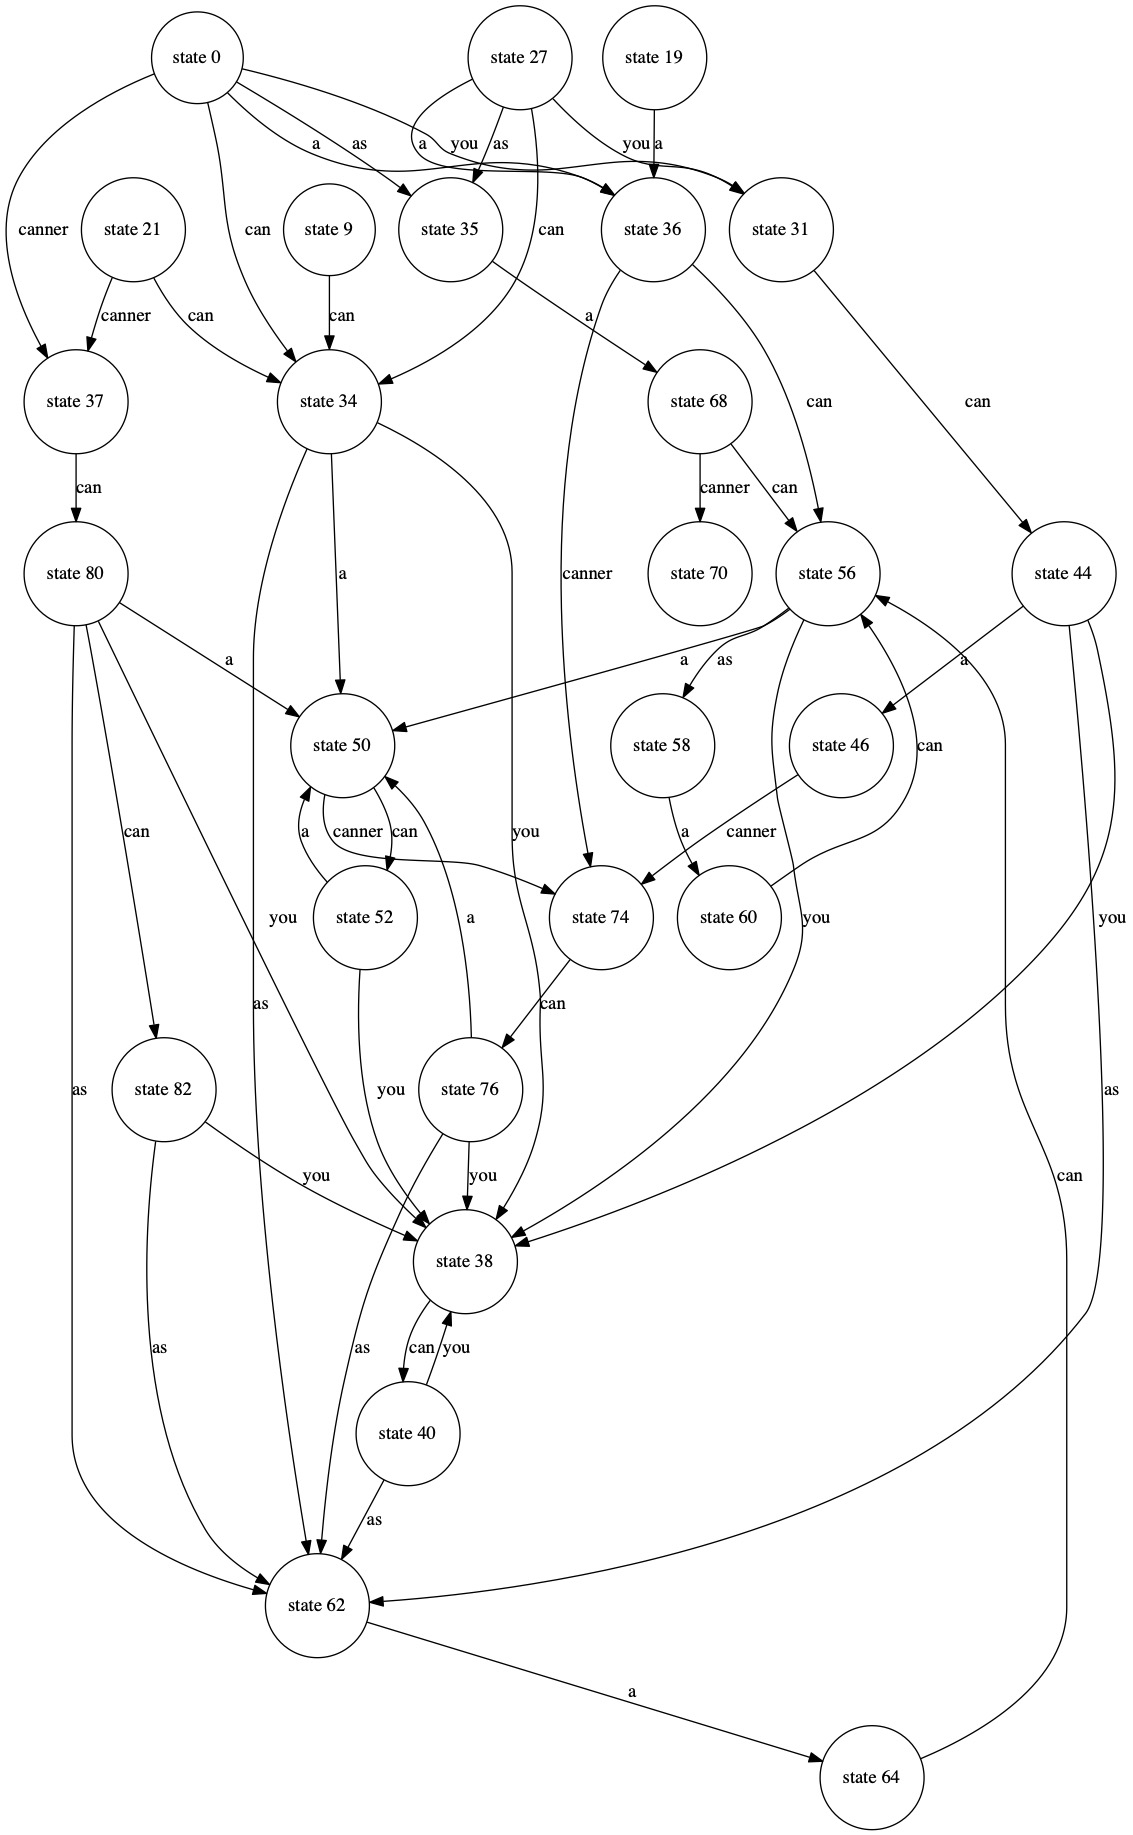 state 0
state 27
state 19
a
as
you
a
as
you
a
canner
state 21
can
state 9
can
state 35
state 36
state 31
canner
can
can
a
state 37
state 34
state 68
can
can
can
canner
can
state 80
a
canner
state 70
state 56
state 44
a
a
as
a
state 50
state 58
state 46
can
can
a
canner
can
you
a
canner
you
state 52
a
state 74
state 60
you
you
as
can
state 82
as
you
state 76
as
you
you
can
state 38
as
as
can
you
state 40
as
state 62
a
state 64